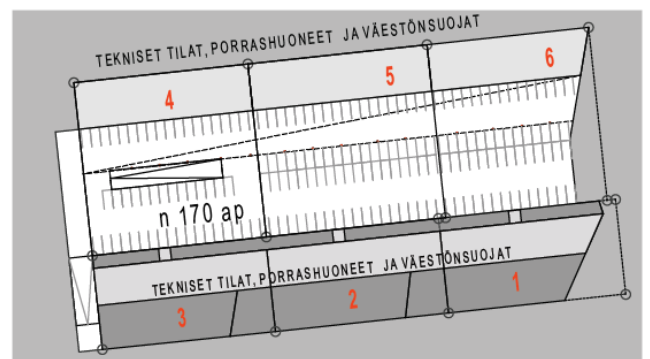 TEKNISET TILAT, PORRASHUONEET JA VÄESTÖNSUOJAT
6
5
4
n 170 ap
TEKNISET TILAT, PORRASHUONEET JA VÄESTÖNSUOJAT
1
2
3